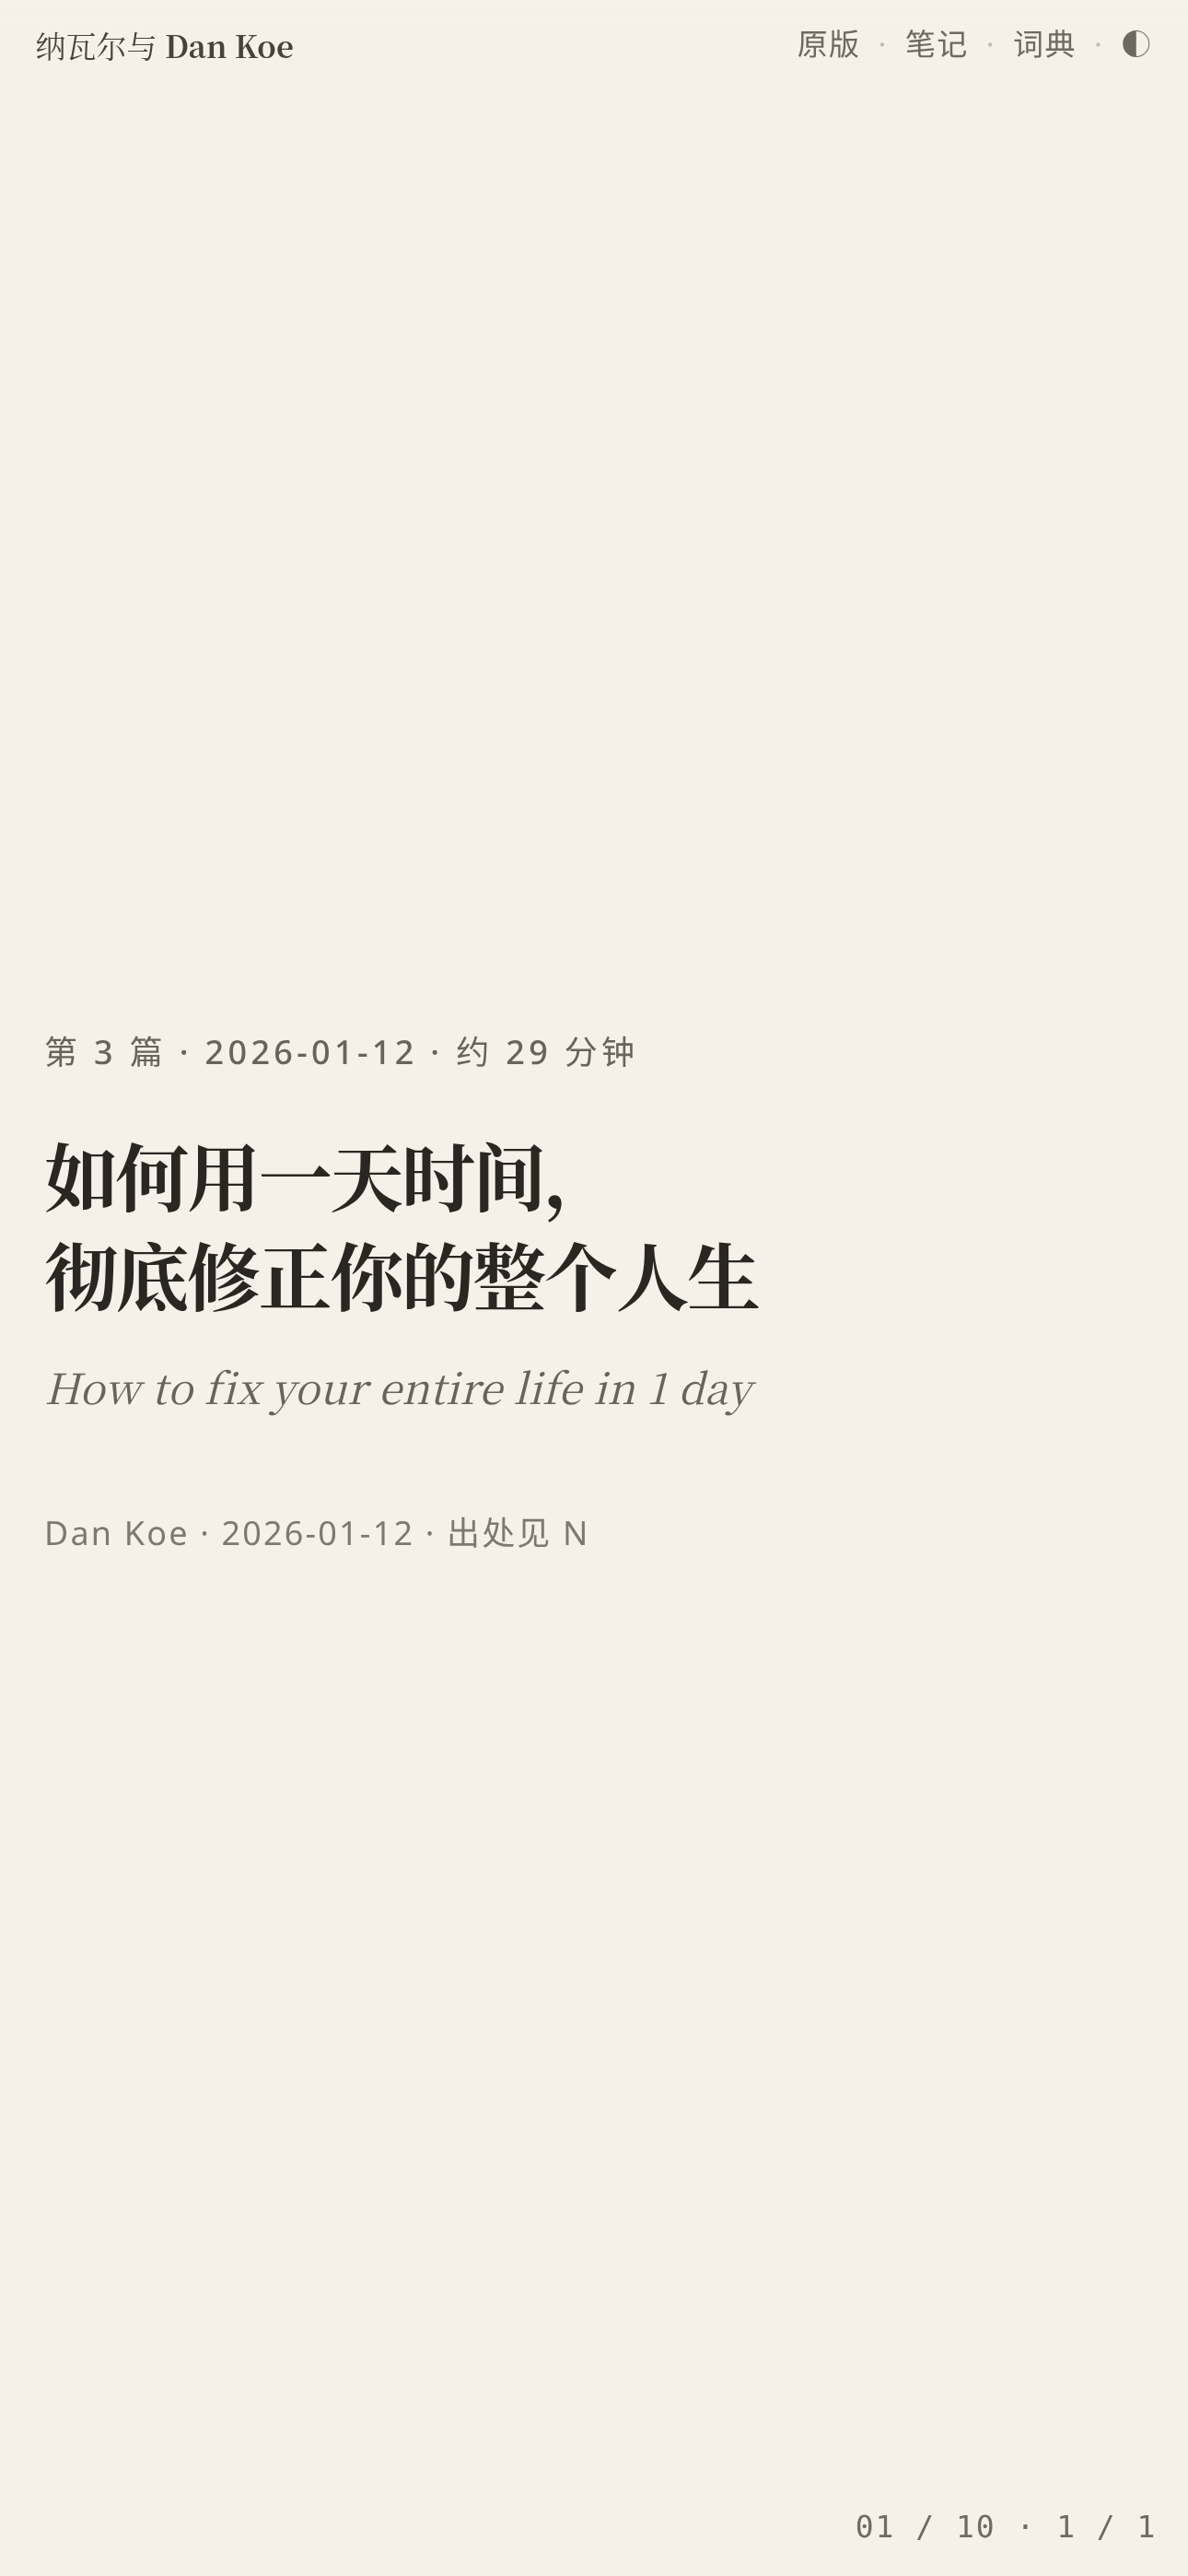 纳瓦尔与 Dan Koe
原版 · 笔记 · 词典 · ◐
第 3 篇 · 2026-01-12 · 约 29 分钟
如何用一天时间，
彻底修正你的整个人生
How to fix your entire life in 1 day
Dan Koe · 2026-01-12 · 出处见 N
01 / 10 · 1 / 1